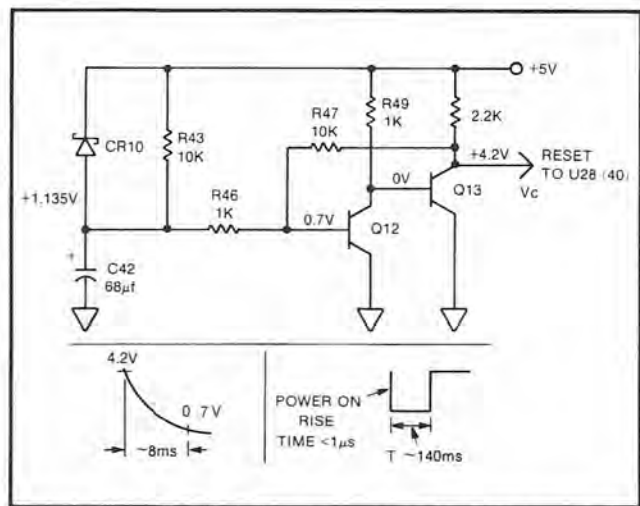 +5V
R49
1K
2.2K
R47
10K
R43
10K
CR10
+4.2V
RESET
TO U28 (40)
Vc
0V
Q13
+1.135V
R46
1K
0.7V
Q12
+
C42
68µf
4.2V
0.7V
~8ms
POWER ON
RISE
TIME <1µs
T ~140ms